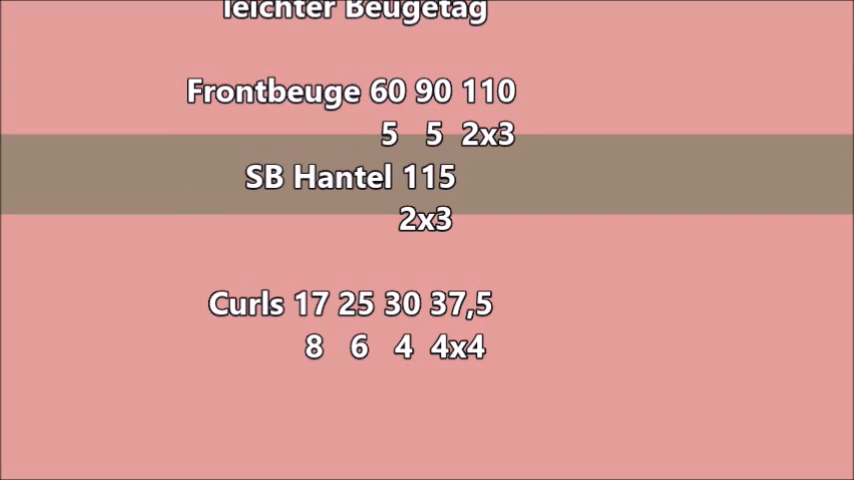 leichter Beugetag
Frontbeuge 60 90 110
5 5 2x3
SB Hantel 115
2x3
Curls 17 25 30 37,5
8 6 4 4x4